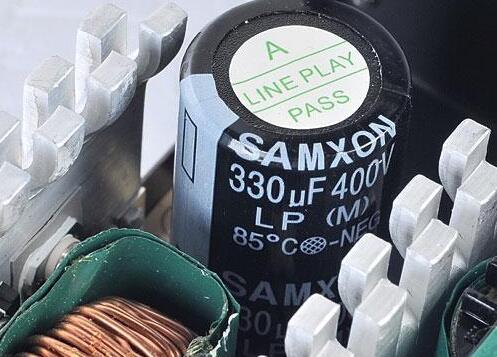 A
LINE PLAY
PASS
SAMXON
330µF 400V
LP (M)
85°C -NEG
SAMXON